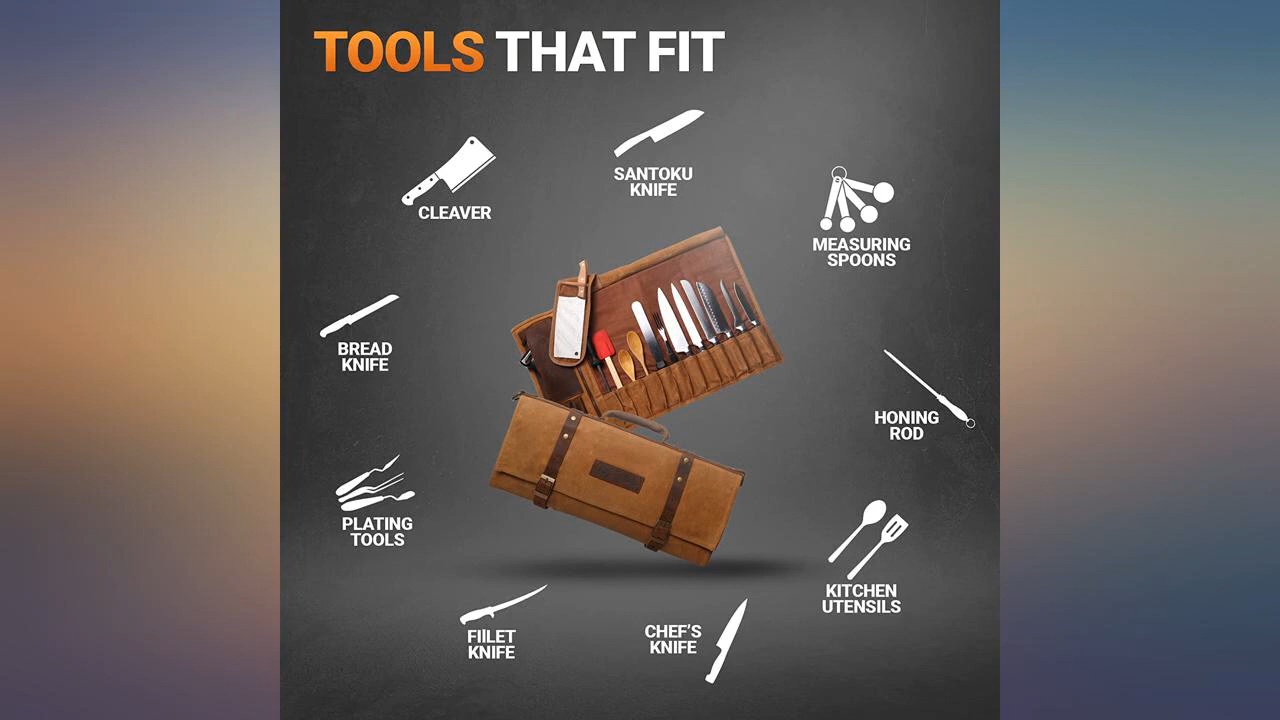 TOOLS THAT FIT
SANTOKU
KNIFE
CLEAVER
MEASURING
SPOONS
BREAD
KNIFE
HONING
ROD
PLATING
TOOLS
KITCHEN
UTENSILS
FIILET
KNIFE
CHEF'S
KNIFE